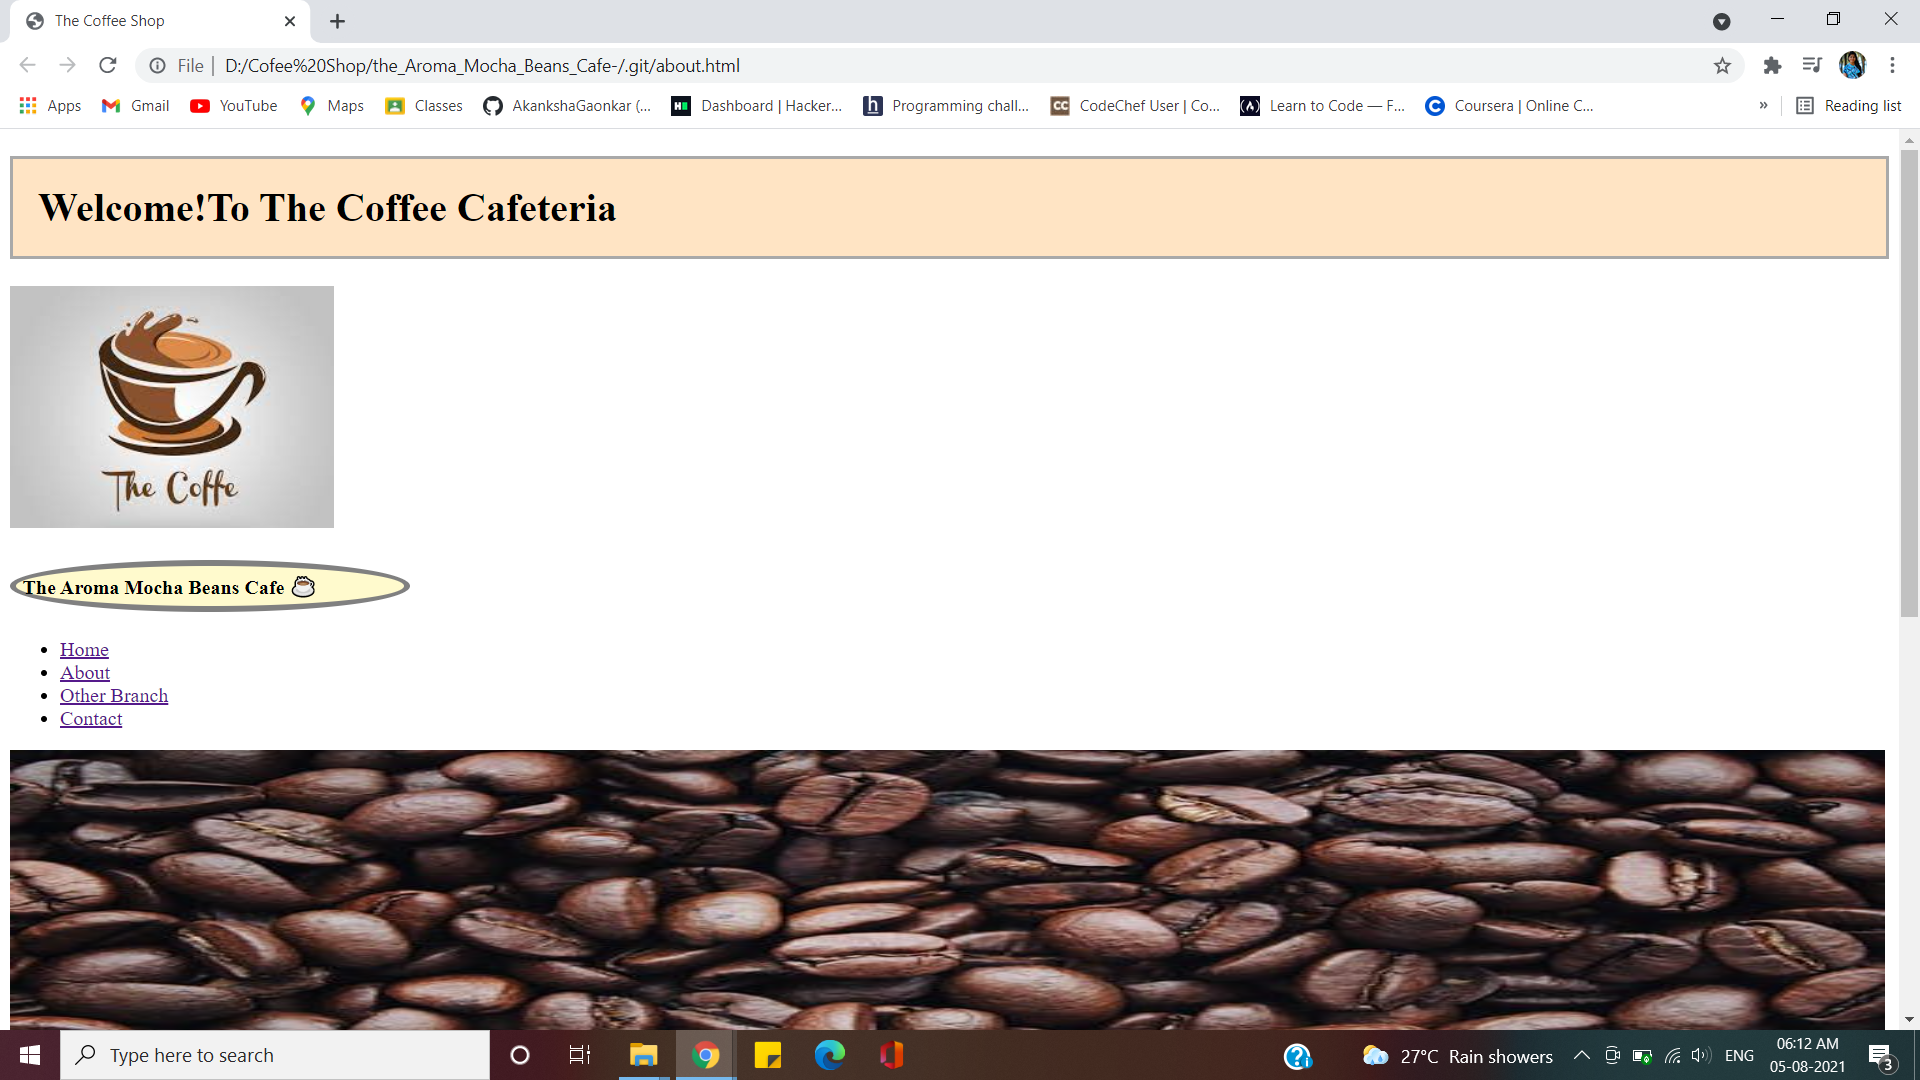 The Coffee Shop
File
D:/Cofee%20Shop/the_Aroma_Mocha_Beans_Cafe-/.git/about.html
Apps
Gmail
YouTube
Maps
Classes
AkankshaGaonkar (...
Dashboard | Hacker...
Programming chall...
CodeChef User | Co...
Learn to Code — F...
Coursera | Online C...
»
Reading list
Welcome!To The Coffee Cafeteria
The Coffe
The Aroma Mocha Beans Cafe
Home
About
Other Branch
Contact
Type here to search
27°C Rain showers
ENG
06:12 AM
05-08-2021
3